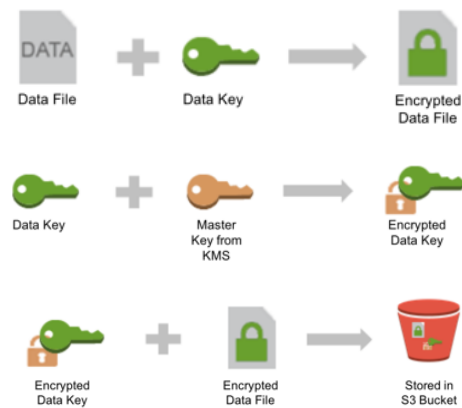 DATA
Data File
Data Key
Encrypted
Data File
Data Key
Master
Key from
KMS
Encrypted
Data Key
Encrypted
Data Key
Encrypted
Data File
Stored in
S3 Bucket